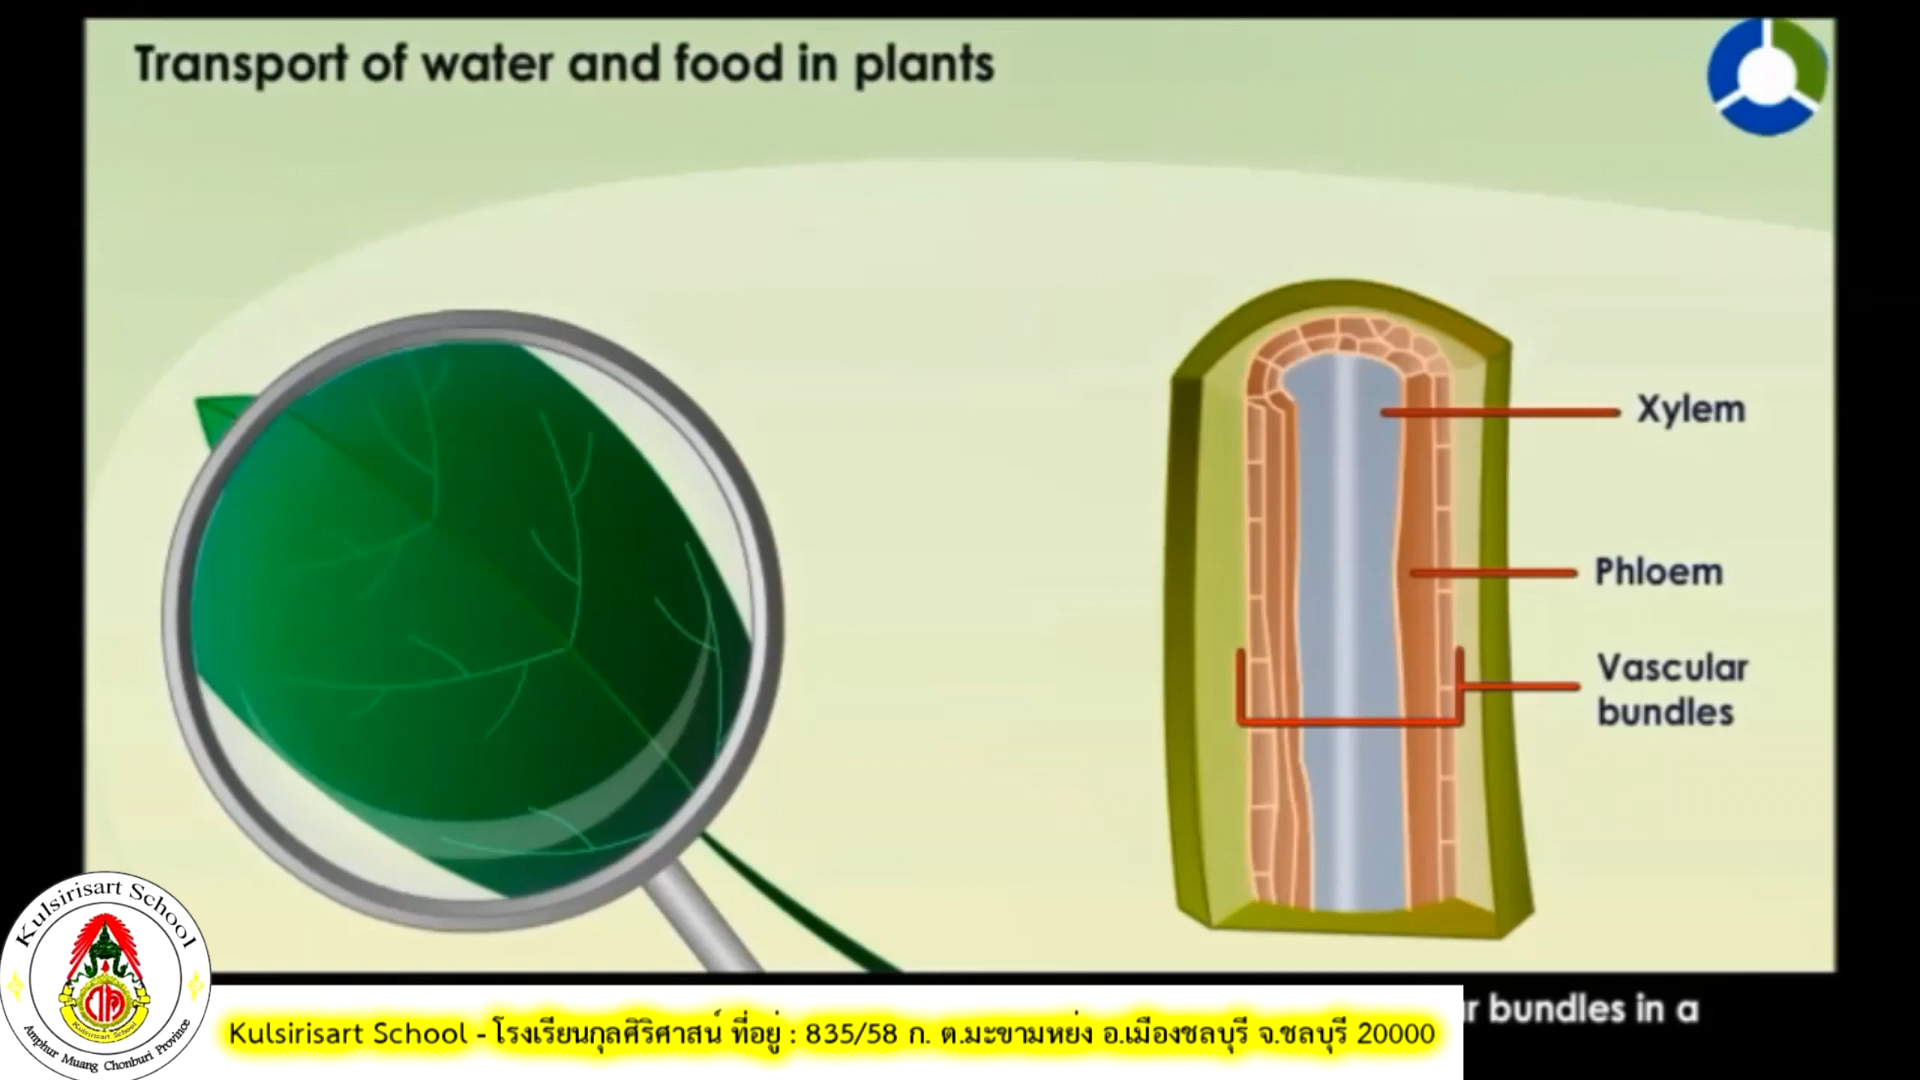 Transport of water and food in plants
Xylem
Phloem
Vascular
bundles
r bundles in a
Kulsirisart School
Kulsirisart School
Amphur Muang Chonburi Province
Kulsirisart School - โรงเรียนกุลศิริศาสน์ ที่อยู่ : 835/58 ก. ต.มะขามหย่ง อ.เมืองชลบุรี จ.ชลบุรี 20000